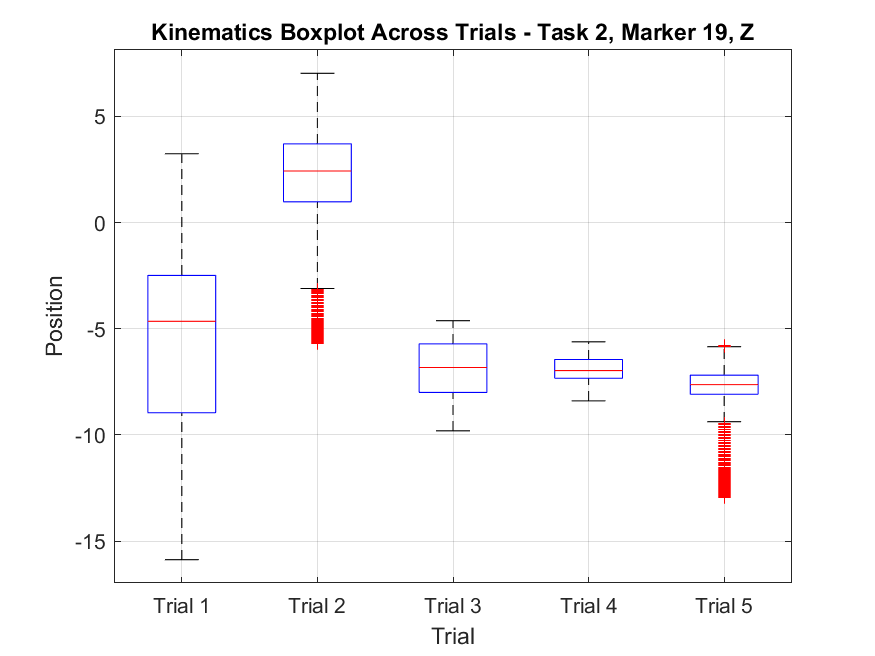 Kinematics Boxplot Across Trials - Task 2, Marker 19, Z
5
0
-5
-10
-15
Position
Trial 1 Trial 2 Trial 3 Trial 4 Trial 5
Trial